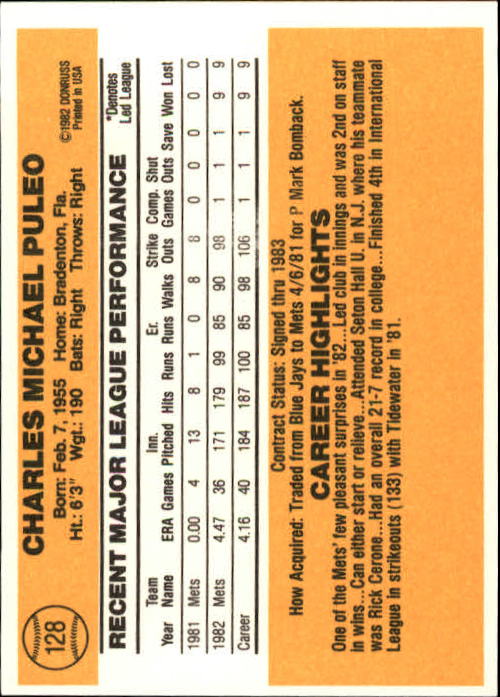 128
CHARLES MICHAEL PULEO
©1982 DONRUSS
Printed in USA
Born: Feb. 7, 1955 Home: Bradenton, Fla.
Ht.: 6'3" Wgt.: 190 Bats: Right Throws: Right
RECENT MAJOR LEAGUE PERFORMANCE
*Denotes
Led League
Team Inn. Er. Strike Comp. Shut
Year Name ERA Games Pitched Hits Runs Runs Walks Outs Games Outs Save Won Lost
1981 Mets 0.00 4 13 8 1 0 8 8 0 0 0 0 0
1982 Mets 4.47 36 171 179 99 85 90 98 1 1 1 9 9
Career 4.16 40 184 187 100 85 98 106 1 1 1 9 9
Contract Status: Signed thru 1983
How Acquired: Traded from Blue Jays to Mets 4/6/81 for P Mark Bomback.
CAREER HIGHLIGHTS
One of the Mets' few pleasant surprises in '82...Led club in innings and was 2nd on staff
in wins...Can either start or relieve...Attended Seton Hall U. in N.J. where his teammate
was Rick Cerone...Had an overall 21-7 record in college...Finished 4th in International
League in strikeouts (133) with Tidewater in '81.